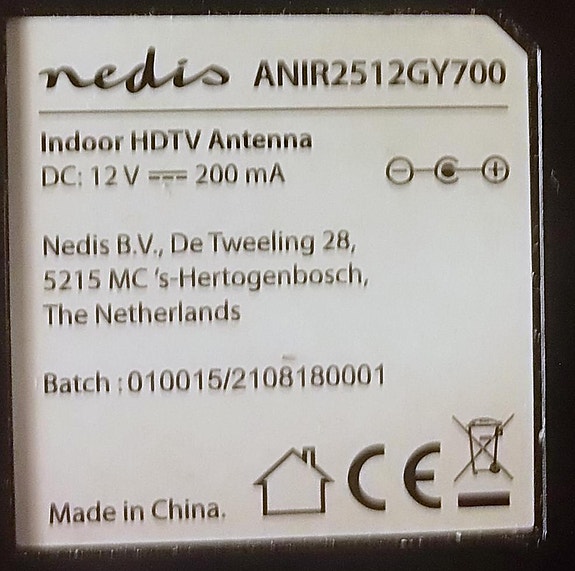 nedis ANIR2512GY700
Indoor HDTV Antenna
DC: 12 V ⎓ 200 mA
Nedis B.V., De Tweeling 28,
5215 MC 's-Hertogenbosch,
The Netherlands
Batch : 010015/2108180001
Made in China. CE